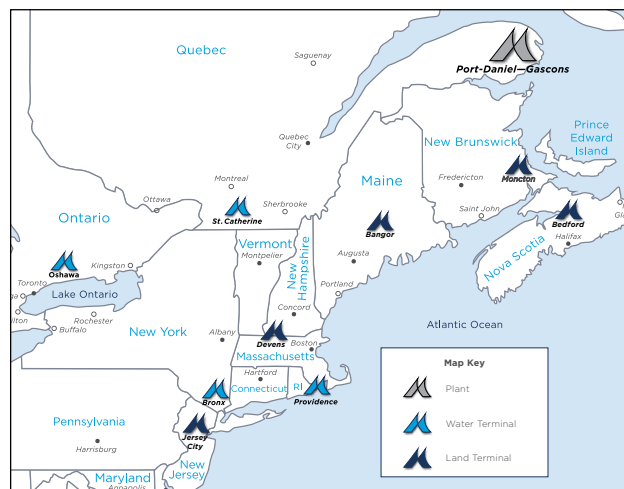 Quebec
Saguenay
Port-Daniel—Gascons
Quebec
City
New Brunswick
Prince
Edward
Island
Montreal
Maine
Fredericton
Moncton
Ottawa
St. Catherine
Sherbrooke
Saint John
Bedford
Halifax
Ontario
Bangor
Vermont
Montpelier
New
Hampshire
Augusta
Nova Scotia
Oshawa
Kingston
Toronto
Lake Ontario
Portland
Concord
Rochester
Buffalo
New York
Albany
Devens
Boston
Massachusetts
Atlantic Ocean
Hartford
Connecticut
RI
Bronx
Providence
Pennsylvania
Jersey
City
Harrisburg
New
Jersey
Maryland
Annapolis
Map Key
Plant
Water Terminal
Land Terminal